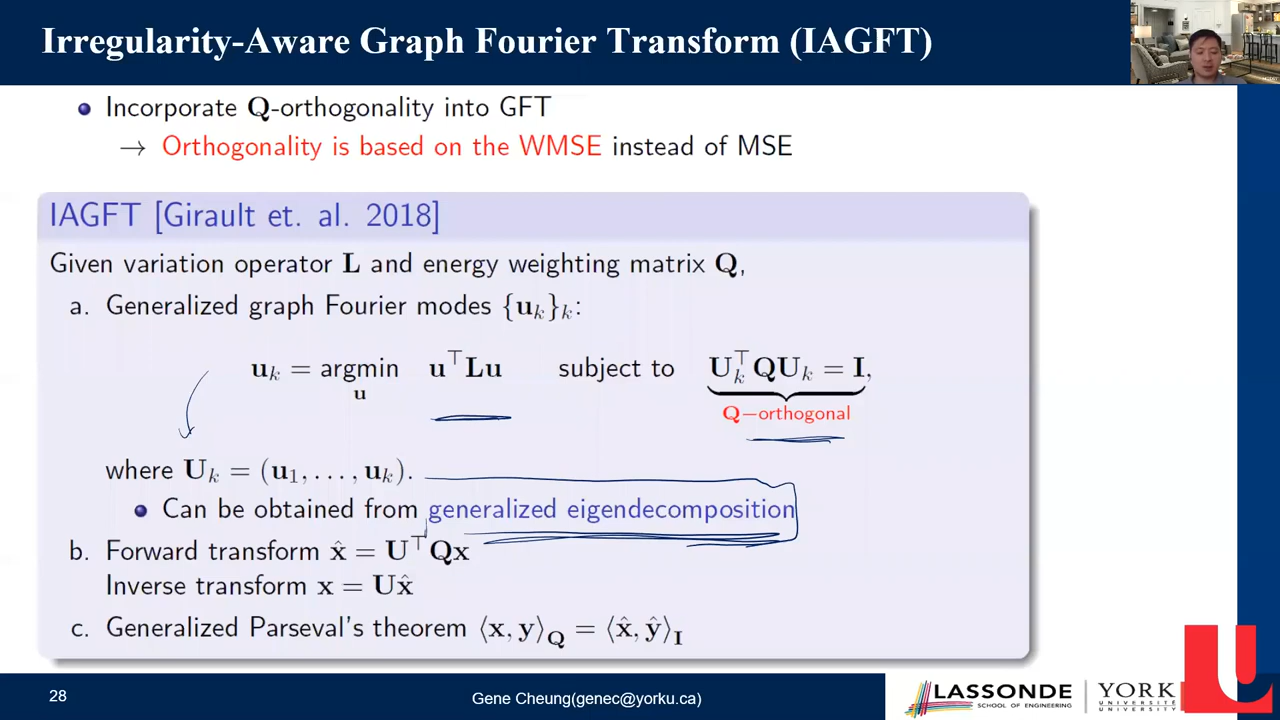 Irregularity-Aware Graph Fourier Transform (IAGFT)
Incorporate Q-orthogonality into GFT
→ Orthogonality is based on the WMSE instead of MSE
IAGFT [Girault et. al. 2018]
Given variation operator L and energy weighting matrix Q,
a. Generalized graph Fourier modes {u_k}_k:
u_k = argmin_u u^⊤Lu subject to U_k^⊤QU_k = I,
Q−orthogonal
where U_k = (u_1, . . . , u_k).
Can be obtained from generalized eigendecomposition
b. Forward transform x̂ = U^⊤Qx
Inverse transform x = Ux̂
c. Generalized Parseval's theorem ⟨x, y⟩_Q = ⟨x̂, ŷ⟩_I
28
Gene Cheung(genec@yorku.ca)
LASSONDE
SCHOOL OF ENGINEERING
YORK
UNIVERSITÉ
UNIVERSITY
U